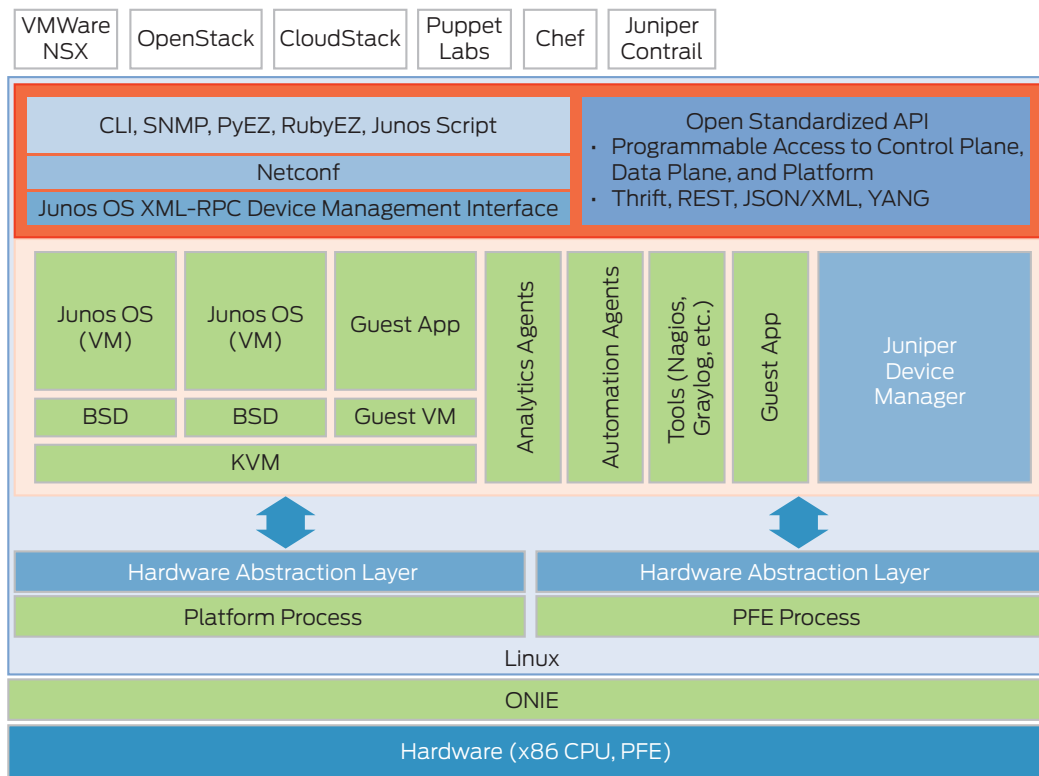 VMWare
NSX
OpenStack
CloudStack
Puppet
Labs
Chef
Juniper
Contrail
CLI, SNMP, PyEZ, RubyEZ, Junos Script
Netconf
Junos OS XML-RPC Device Management Interface
Open Standardized API
• Programmable Access to Control Plane,
Data Plane, and Platform
• Thrift, REST, JSON/XML, YANG
Junos OS
(VM)
Junos OS
(VM)
Guest App
BSD
BSD
Guest VM
KVM
Analytics Agents
Automation Agents
Tools (Nagios,
Graylog, etc.)
Guest App
Juniper
Device
Manager
Hardware Abstraction Layer
Hardware Abstraction Layer
Platform Process
PFE Process
Linux
ONIE
Hardware (x86 CPU, PFE)